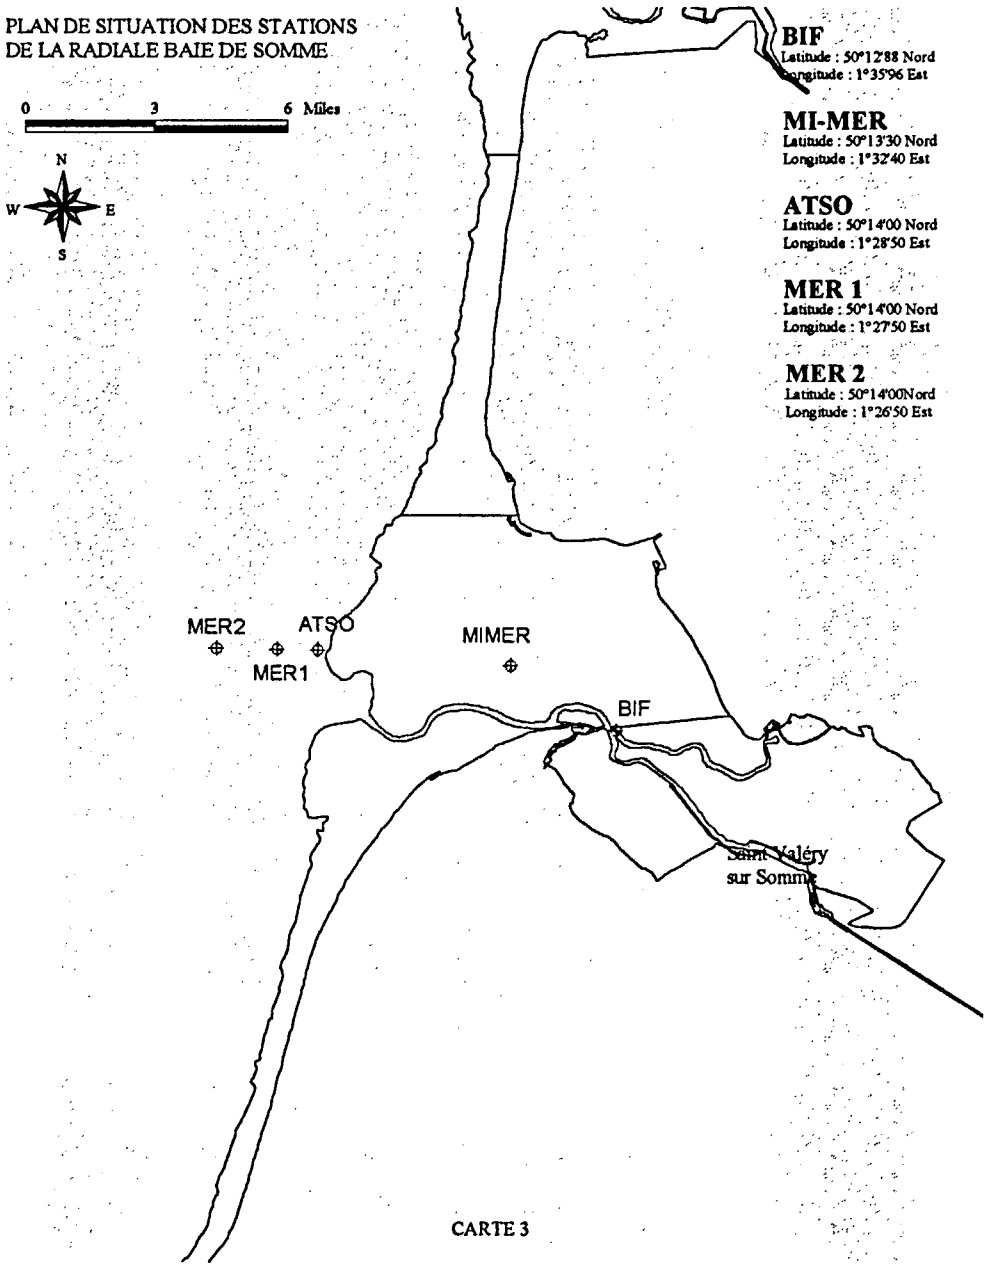 PLAN DE SITUATION DES STATIONS
DE LA RADIALE BAIE DE SOMME
0 3 6 Miles
N
W E
S
BIF
Latitude : 50°12'88 Nord
Longitude : 1°35'96 Est
MI-MER
Latitude : 50°13'30 Nord
Longitude : 1°32'40 Est
ATSO
Latitude : 50°14'00 Nord
Longitude : 1°28'50 Est
MER 1
Latitude : 50°14'00 Nord
Longitude : 1°27'50 Est
MER 2
Latitude : 50°14'00Nord
Longitude : 1°26'50 Est
MER2
ATSO
MER1
MIMER
BIF
Saint Valéry
sur Somme
CARTE 3